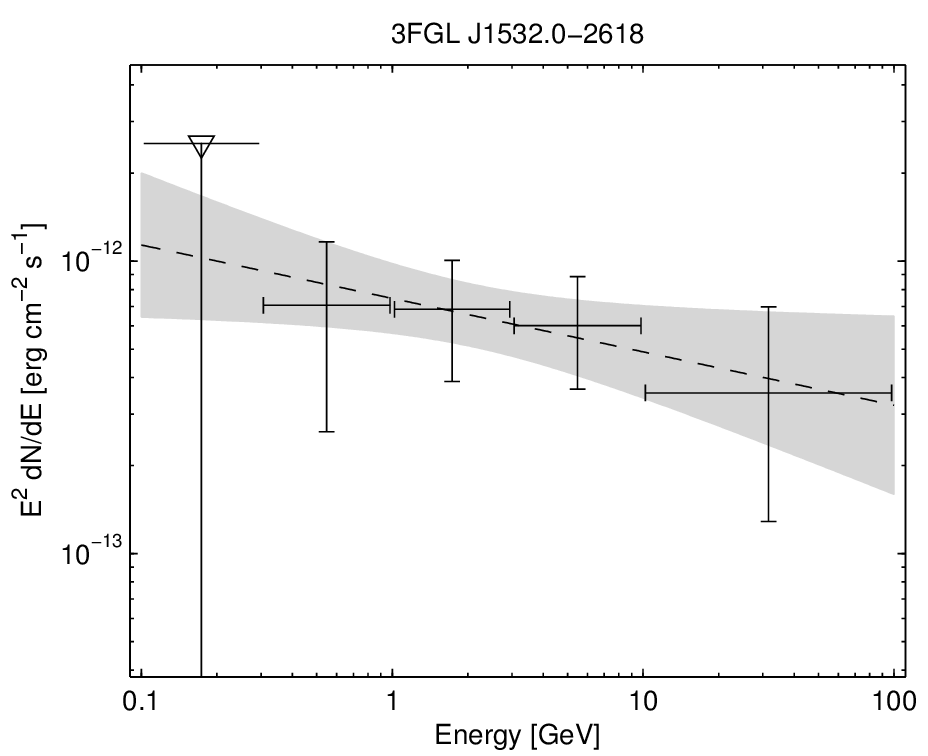 3FGL J1532.0−2618
E² dN/dE [erg cm⁻² s⁻¹]
10⁻¹²
10⁻¹³
0.1 1 10 100
Energy [GeV]